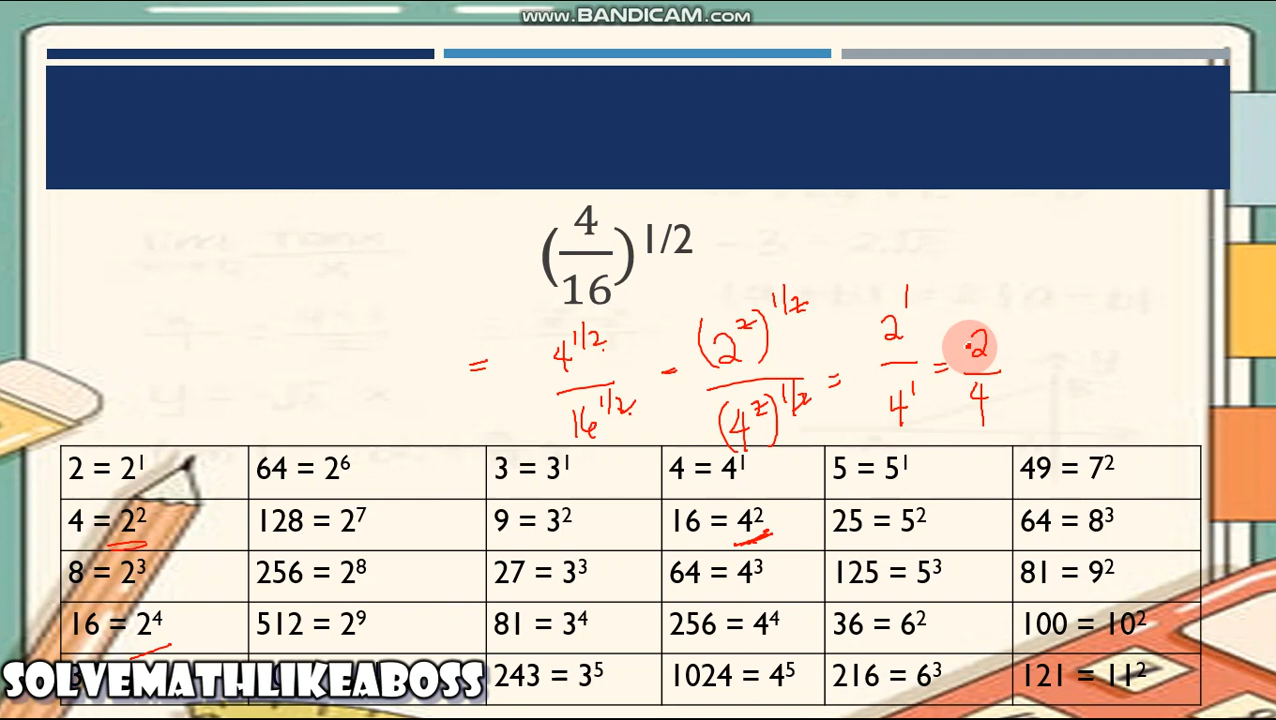 www.BANDICAM.com
(4/16)^1/2
= 4^1/2 / 16^1/2 = (2^2)^1/2 / (4^2)^1/2 = 2^1 / 4^1 = 2/4
2 = 2¹ 64 = 2⁶ 3 = 3¹ 4 = 4¹ 5 = 5¹ 49 = 7²
4 = 2² 128 = 2⁷ 9 = 3² 16 = 4² 25 = 5² 64 = 8³
8 = 2³ 256 = 2⁸ 27 = 3³ 64 = 4³ 125 = 5³ 81 = 9²
16 = 2⁴ 512 = 2⁹ 81 = 3⁴ 256 = 4⁴ 36 = 6² 100 = 10²
SOLVEMATHLIKEABOSS 243 = 3⁵ 1024 = 4⁵ 216 = 6³ 121 = 11²